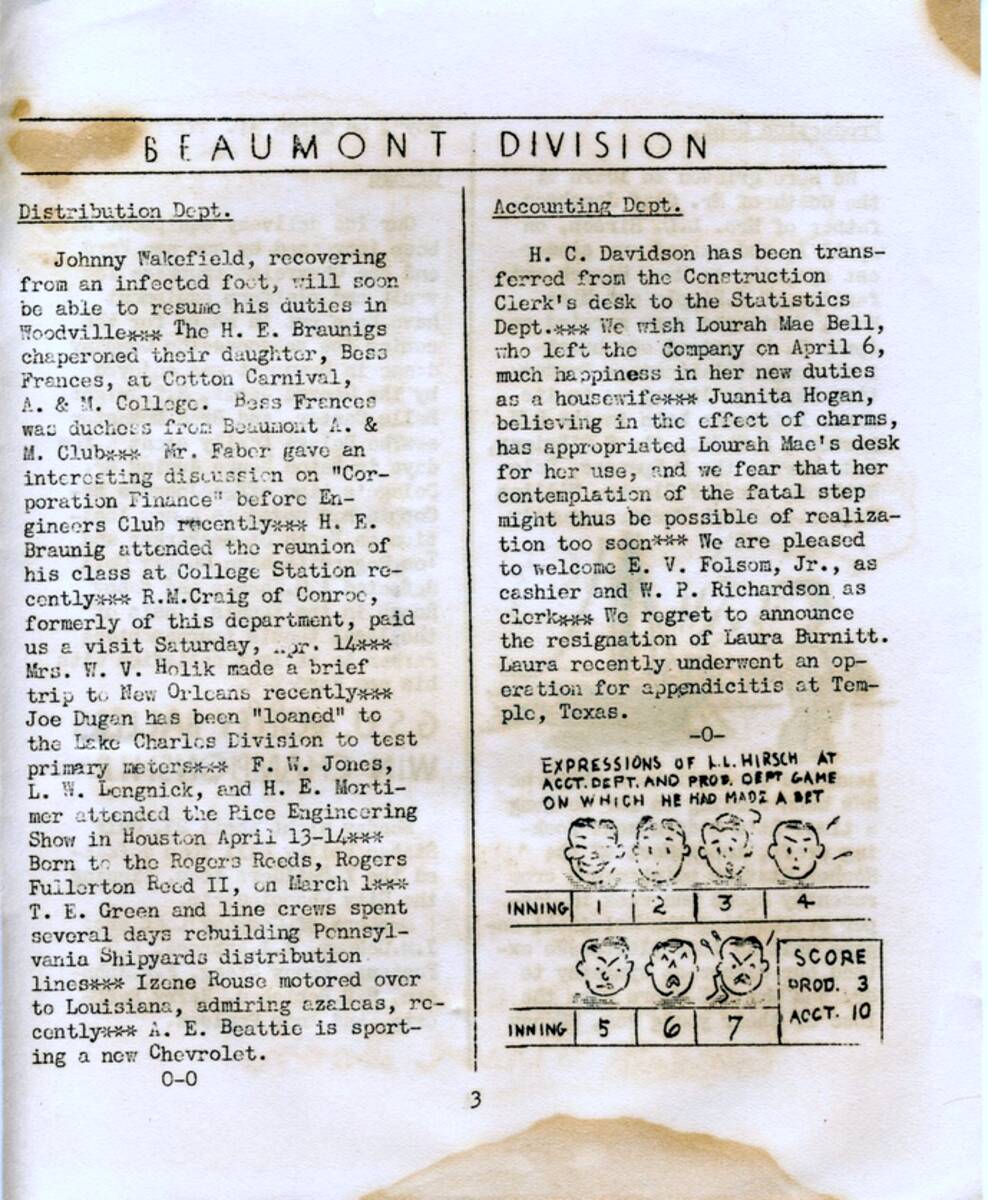 BEAUMONT DIVISION
Distribution Dept.
Johnny Wakefield, recovering
from an infected foot, will soon
be able to resume his duties in
Woodville*** The H. E. Braunigs
chaperoned their daughter, Bess
Frances, at Cotton Carnival,
A. & M. College. Bess Frances
was duchess from Beaumont A. &
M. Club*** Mr. Faber gave an
interesting discussion on "Cor-
poration Finance" before En-
gineers Club recently*** H. E.
Braunig attended the reunion of
his class at College Station re-
cently*** R.M.Craig of Conroe,
formerly of this department, paid
us a visit Saturday, Apr. 14***
Mrs. W. V. Holik made a brief
trip to New Orleans recently***
Joe Dugan has been "loaned" to
the Lake Charles Division to test
primary meters*** F. W. Jones,
L. W. Longnick, and H. E. Morti-
mer attended the Rice Engineering
Show in Houston April 13-14***
Born to the Rogers Reeds, Rogers
Fullerton Reed II, on March 1***
T. E. Green and line crews spent
several days rebuilding Pennsyl-
vania Shipyards distribution
lines*** Izene Rouse motored over
to Louisiana, admiring azaleas, re-
cently*** A. E. Beattie is sport-
ing a new Chevrolet.
0-0
Accounting Dept.
H. C. Davidson has been trans-
ferred from the Construction
Clerk's desk to the Statistics
Dept.*** We wish Lourah Mae Bell,
who left the Company on April 6,
much happiness in her new duties
as a housewife*** Juanita Hogan,
believing in the effect of charms,
has appropriated Lourah Mae's desk
for her use, and we fear that her
contemplation of the fatal step
might thus be possible of realiza-
tion too soon*** We are pleased
to welcome E. V. Folsom, Jr., as
cashier and W. P. Richardson as
clerk*** We regret to announce
the resignation of Laura Burnitt.
Laura recently underwent an op-
eration for appendicitis at Tem-
ple, Texas.
-0-
EXPRESSIONS OF L.L. HIRSCH AT
ACCT. DEPT. AND PROD. DEPT GAME
ON WHICH HE HAD MADE A BET
INNING 1 2 3 4
INNING 5 6 7
SCORE
PROD. 3
ACCT. 10
3